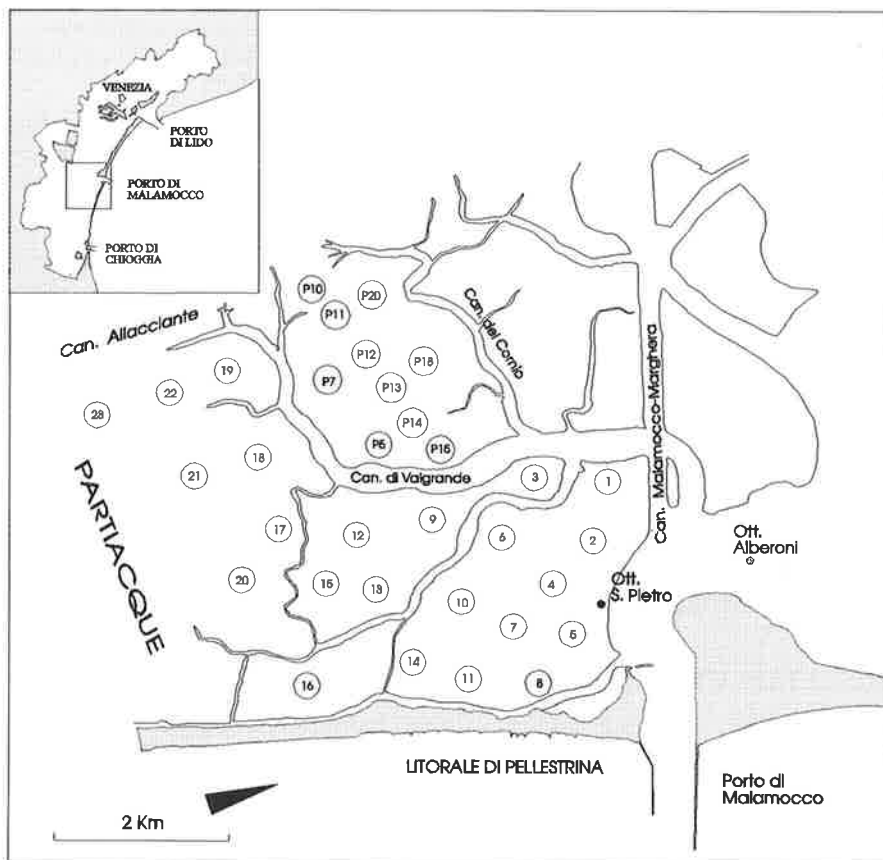 VENEZIA
PORTO
DI LIDO
PORTO DI
MALAMOCCO
PORTO DI
CHIOGGIA
P10
P20
P11
Can. Allacciante
Can. del Cornio
P12
P18
19
P7
P13
22
28
P14
P15
18
Can. di Valgrande
3
1
21
Can. Malamocco-Marghera
PARTIACQUE
9
17
12
6
2
Ott.
Alberoni
20
15
13
4
Ott.
S. Pietro
10
7
5
14
16
11
8
LITORALE DI PELLESTRINA
Porto di
Malamocco
2 Km